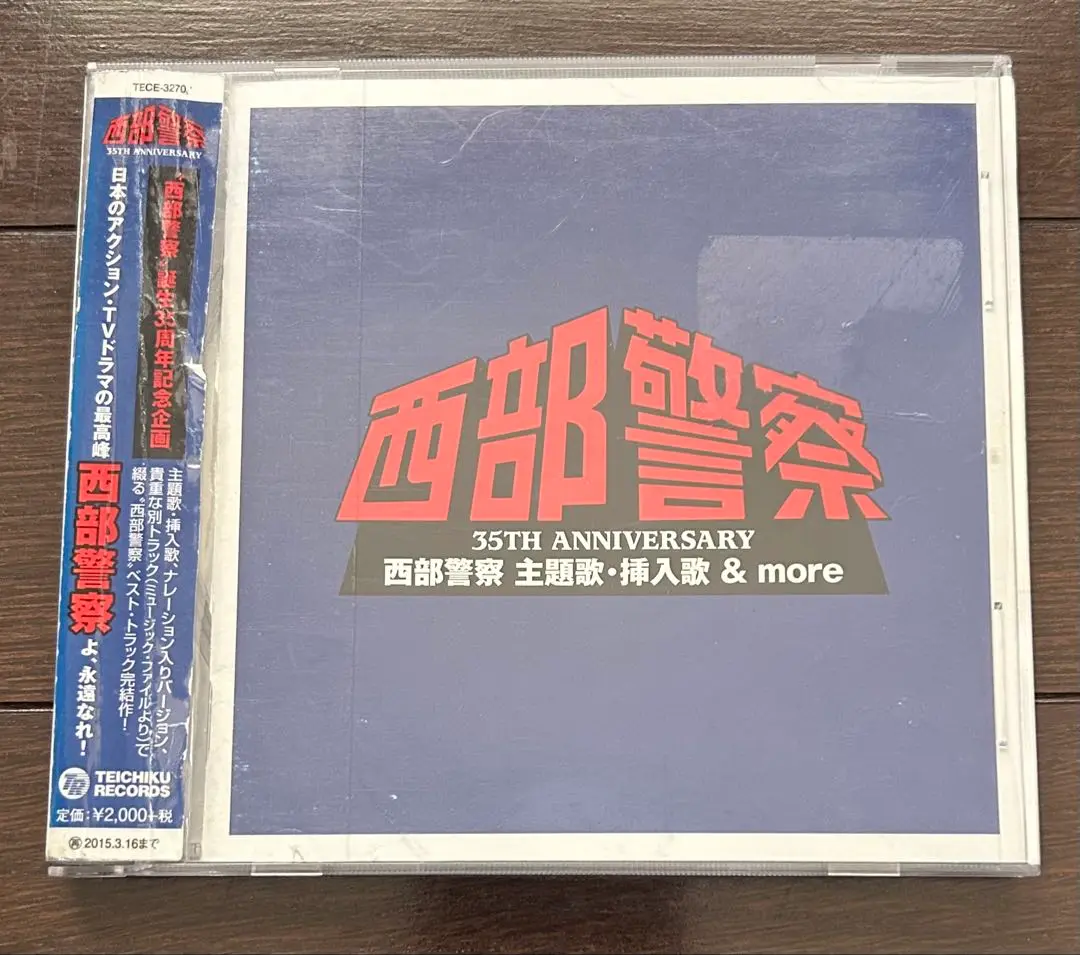 TECE-3270
西部警察
35TH ANNIVERSARY
“西部警察”誕生35周年記念企画
日本のアクション・TVドラマの最高峰
西部警察よ、永遠なれ！
主題歌・挿入歌、ナレーション入りバージョン、
貴重な別トラック(ミュージック・ファイルより)で
綴る“西部警察”ベスト・トラック完結作！
TEICHIKU
RECORDS
定価：¥2,000+税
再 2015.3.16まで
西部警察
35TH ANNIVERSARY
西部警察 主題歌・挿入歌 & more